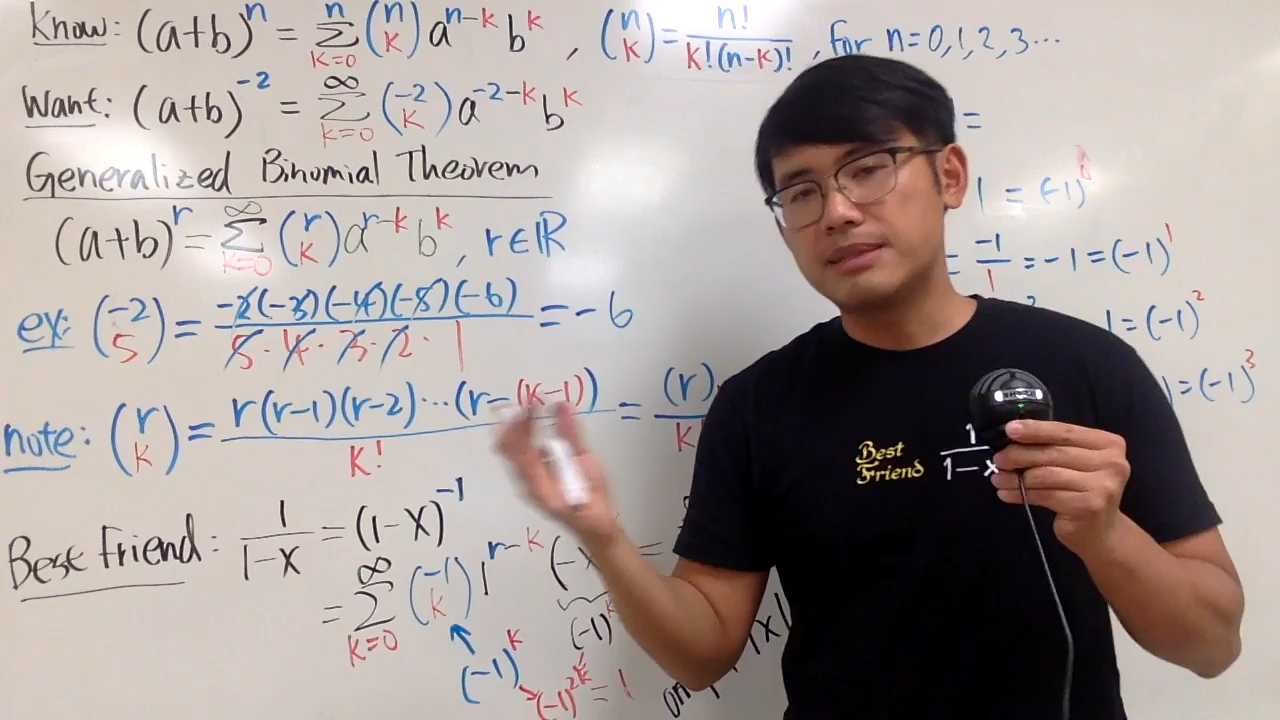 Know: (a+b)^n = Σ_{k=0}^{n} (n k) a^{n-k} b^k , (n k) = n!/k!(n-k)! , for n=0,1,2,3...
Want: (a+b)^{-2} = Σ_{k=0}^{∞} (-2 k) a^{-2-k} b^k
=
Generalized Binomial Theorem
1 = (-1)^0
(a+b)^r = Σ_{k=0}^{∞} (r k) a^{r-k} b^k , r∈ℝ
= -1/1 = -1 = (-1)^1
ex: (-2 5) = -2(-3)(-4)(-5)(-6)/5·4·3·2·1 = -6
1 = (-1)^2
note: (r k) = r(r-1)(r-2)...(r-(k-1))/k! = (r)
1 = (-1)^3
Best Friend 1/1-x
Best Friend: 1/1-x = (1-x)^{-1}
= Σ_{k=0}^{∞} (-1 k) 1^{r-k} (-x =
(-1)^k
(-1)^k
(-1)^{2k} = 1